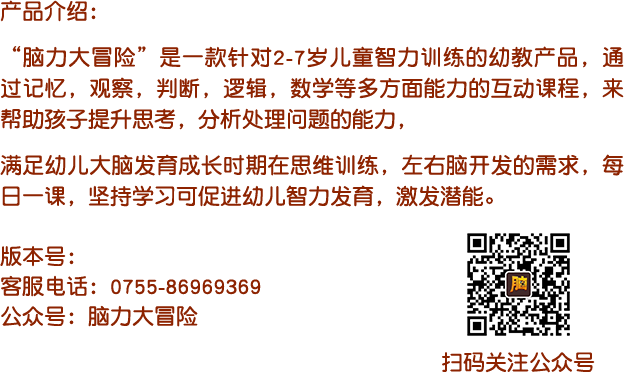 产品介绍：
“脑力大冒险”是一款针对2-7岁儿童智力训练的幼教产品，通
过记忆，观察，判断，逻辑，数学等多方面能力的互动课程，来
帮助孩子提升思考，分析处理问题的能力，
满足幼儿大脑发育成长时期在思维训练，左右脑开发的需求，每
日一课，坚持学习可促进幼儿智力发育，激发潜能。
版本号：
客服电话：0755-86969369
公众号：脑力大冒险
脑
扫码关注公众号